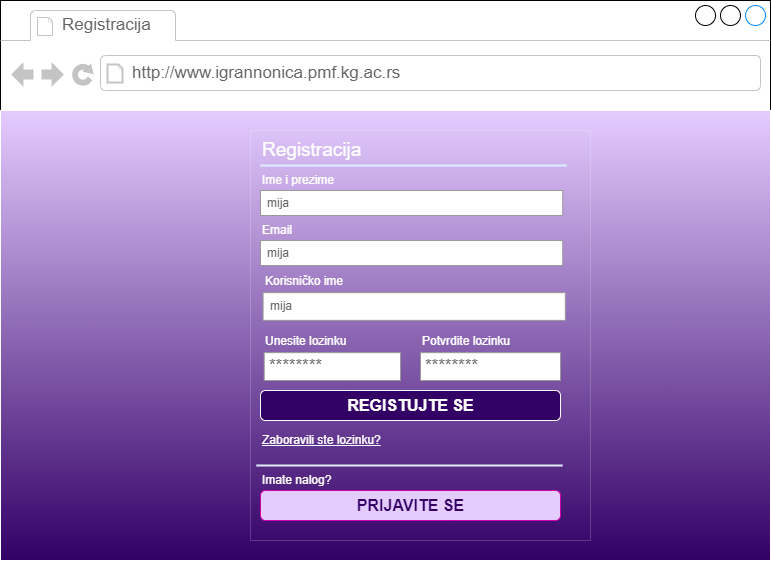 Registracija
http://www.igrannonica.pmf.kg.ac.rs
Registracija
Ime i prezime
mija
Email
mija
Korisničko ime
mija
Unesite lozinku Potvrdite lozinku
******** ********
REGISTUJTE SE
Zaboravili ste lozinku?
Imate nalog?
PRIJAVITE SE